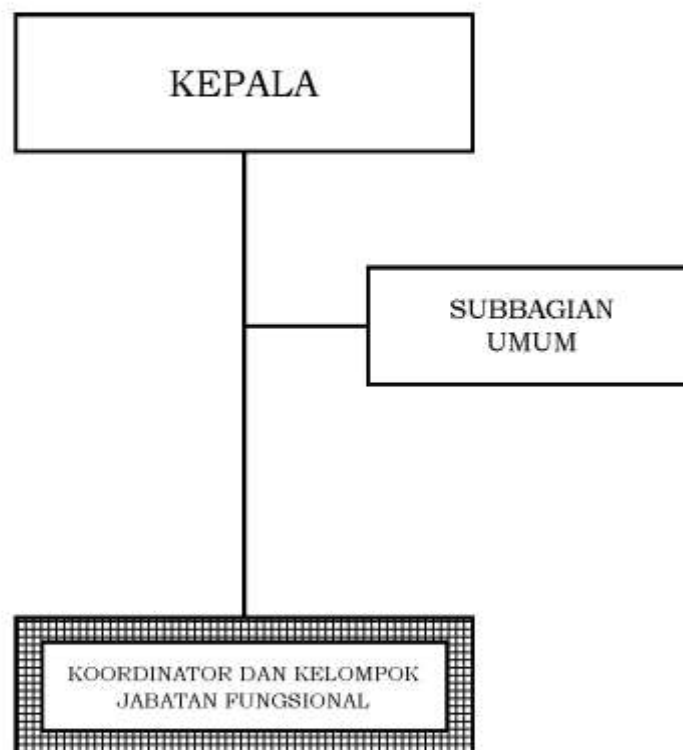 KEPALA
SUBBAGIAN
UMUM
KOORDINATOR DAN KELOMPOK
JABATAN FUNGSIONAL